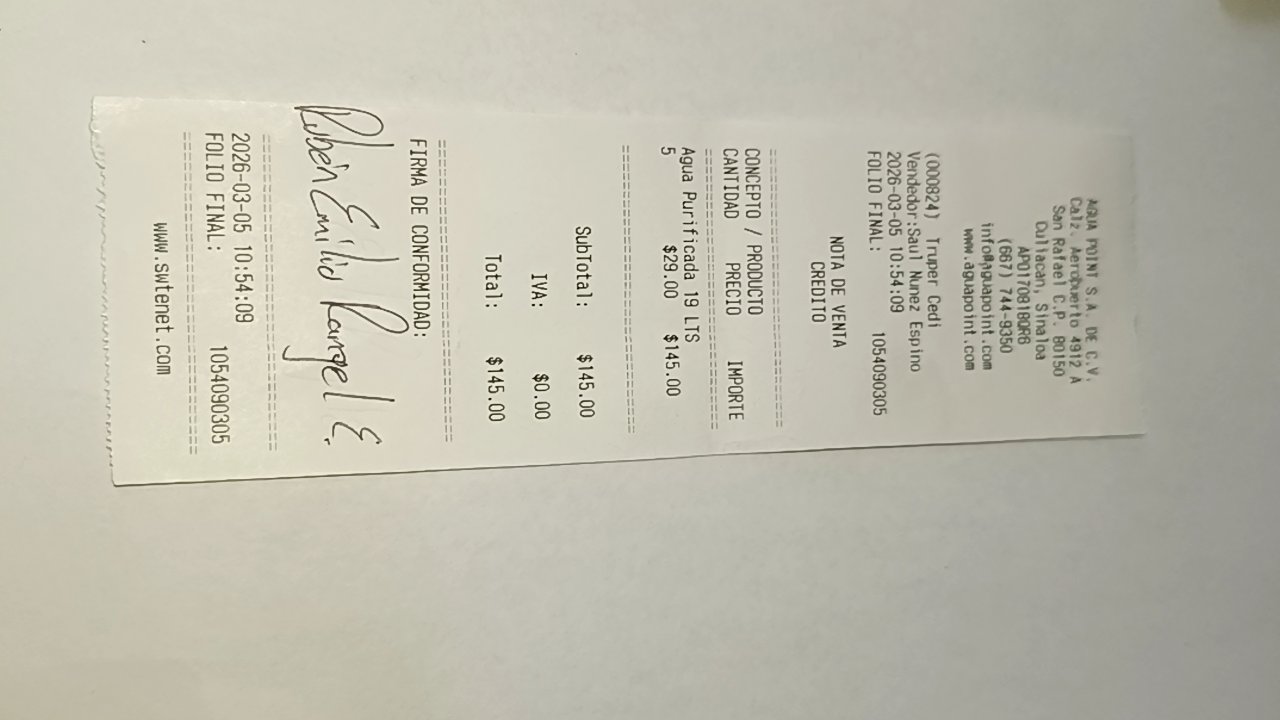 AGUA POINT S.A. DE C.V.
Calz. Aeropuerto 4912 A
San Rafael C.P. 80150
Culiacan, Sinaloa
APO170818QR6
(667) 744-9350
info@aguapoint.com
www.aguapoint.com
(000824) Truper Cedi
Vendedor:Saul Nunez Espino
2026-03-05 10:54:09
FOLIO FINAL: 1054090305
NOTA DE VENTA
CREDITO
CONCEPTO / PRODUCTO
CANTIDAD PRECIO IMPORTE
Agua Purificada 19 LTS
5 $29.00 $145.00
SubTotal: $145.00
IVA: $0.00
Total: $145.00
FIRMA DE CONFORMIDAD:
Rubén Emilio Rangel E.
2026-03-05 10:54:09
FOLIO FINAL: 1054090305
www.swtenet.com